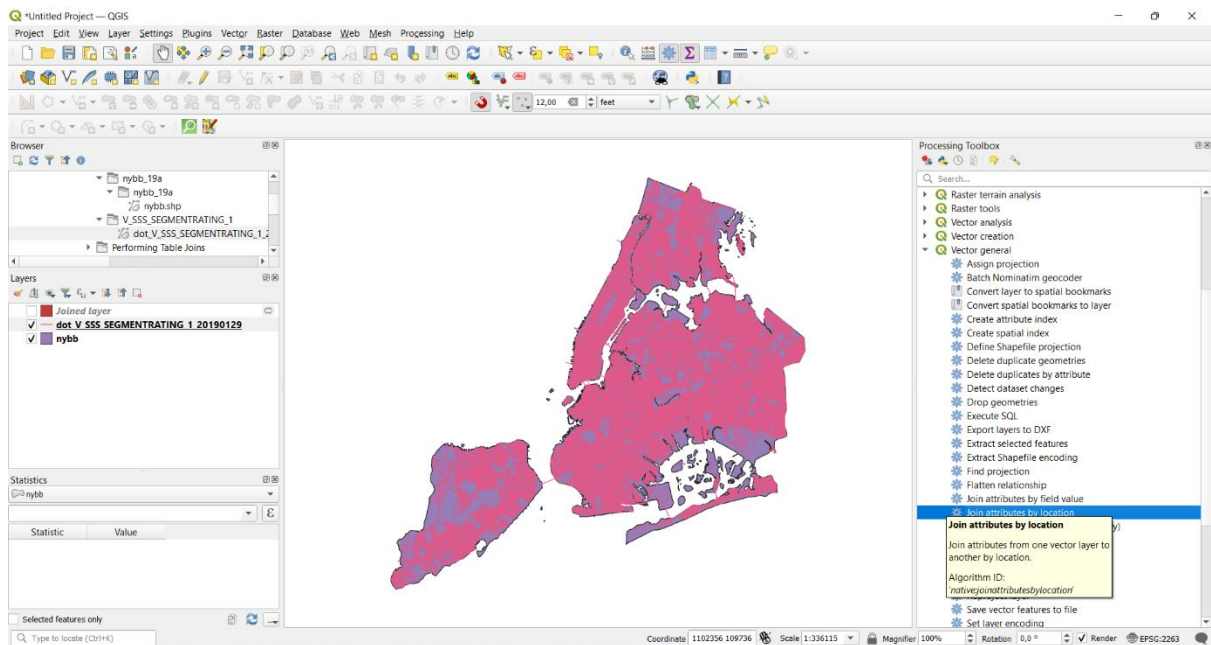 *Untitled Project — QGIS
Project Edit View Layer Settings Plugins Vector Raster Database Web Mesh Processing Help
12,00 feet
Browser
nybb_19a
nybb_19a
nybb.shp
V_SSS_SEGMENTRATING_1
dot_V_SSS_SEGMENTRATING_1_2
Performing Table Joins
Layers
Joined layer
dot V SSS SEGMENTRATING 1 20190129
nybb
Statistics
nybb
Statistic Value
Selected features only
Processing Toolbox
Search...
Raster terrain analysis
Raster tools
Vector analysis
Vector creation
Vector general
Assign projection
Batch Nominatim geocoder
Convert layer to spatial bookmarks
Convert spatial bookmarks to layer
Create attribute index
Create spatial index
Define Shapefile projection
Delete duplicate geometries
Delete duplicates by attribute
Detect dataset changes
Drop geometries
Execute SQL
Export layers to DXF
Extract selected features
Extract Shapefile encoding
Find projection
Flatten relationship
Join attributes by field value
Join attributes by location
Join attributes by location
Join attributes from one vector layer to
another by location.
Algorithm ID:
'native:joinattributesbylocation'
Save vector features to file
Set layer encoding
Type to locate (Ctrl+K)
Coordinate 1102356 109736 Scale 1:336115 Magnifier 100% Rotation 0,0 ° Render EPSG:2263